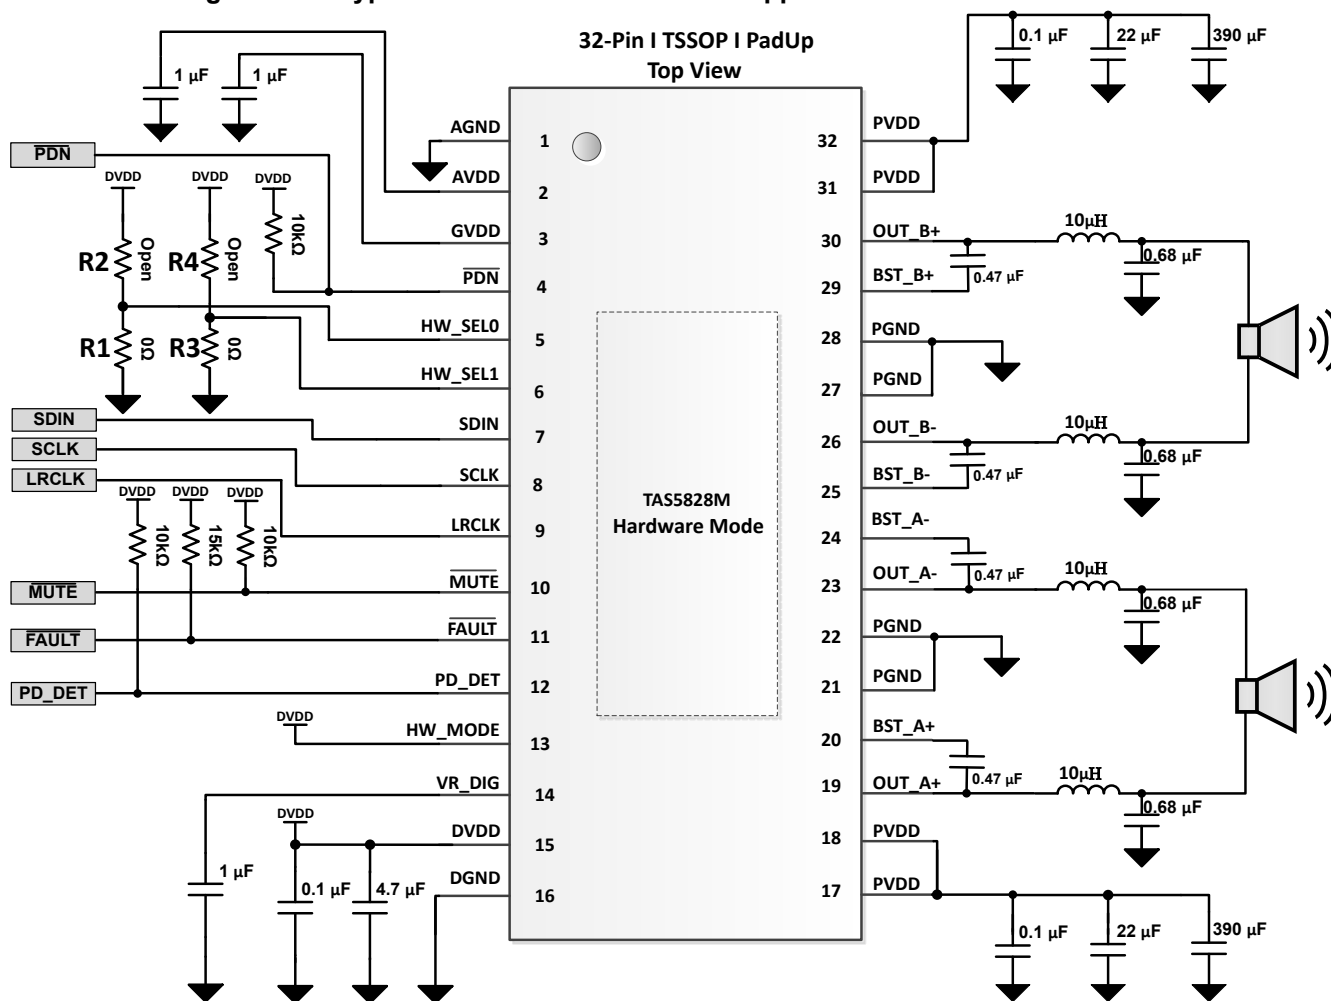 32-Pin I TSSOP I PadUp
Top View
1 µF
1 µF
0.1 µF
22 µF
390 µF
PDN
DVDD
DVDD
DVDD
10kΩ
R2
Open
R4
Open
R1
0Ω
R3
0Ω
SDIN
SCLK
LRCLK
DVDD
DVDD
DVDD
10kΩ
15kΩ
10kΩ
MUTE
FAULT
PD_DET
DVDD
DVDD
1 µF
0.1 µF
4.7 µF
AGND
1
AVDD
2
GVDD
3
PDN
4
HW_SEL0
5
HW_SEL1
6
SDIN
7
SCLK
8
LRCLK
9
MUTE
10
FAULT
11
PD_DET
12
HW_MODE
13
VR_DIG
14
DVDD
15
DGND
16
TAS5828M
Hardware Mode
32
PVDD
31
PVDD
30
OUT_B+
29
BST_B+
28
PGND
27
PGND
26
OUT_B-
25
BST_B-
24
BST_A-
23
OUT_A-
22
PGND
21
PGND
20
BST_A+
19
OUT_A+
18
PVDD
17
PVDD
10µH
0.47 µF
0.68 µF
10µH
0.47 µF
0.68 µF
10µH
0.47 µF
0.68 µF
10µH
0.47 µF
0.68 µF
0.1 µF
22 µF
390 µF